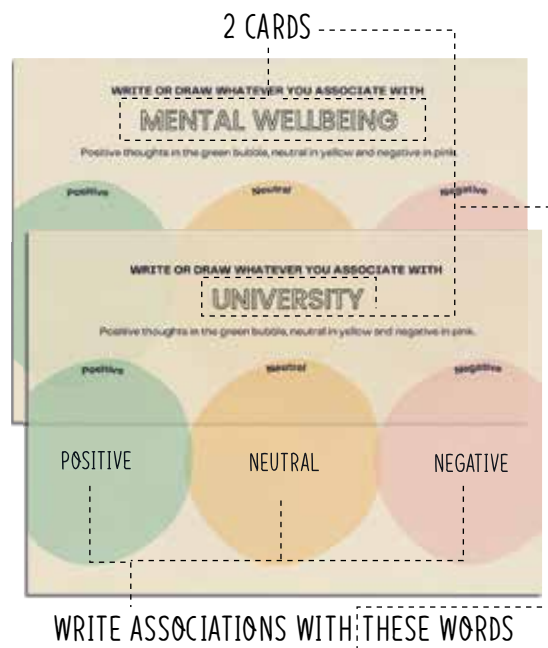 2 CARDS
WRITE OR DRAW WHATEVER YOU ASSOCIATE WITH
MENTAL WELLBEING
Positive thoughts in the green bubble, neutral in yellow and negative in pink.
Positive Neutral Negative
WRITE OR DRAW WHATEVER YOU ASSOCIATE WITH
UNIVERSITY
Positive thoughts in the green bubble, neutral in yellow and negative in pink.
Positive Neutral Negative
POSITIVE NEUTRAL NEGATIVE
WRITE ASSOCIATIONS WITH THESE WORDS